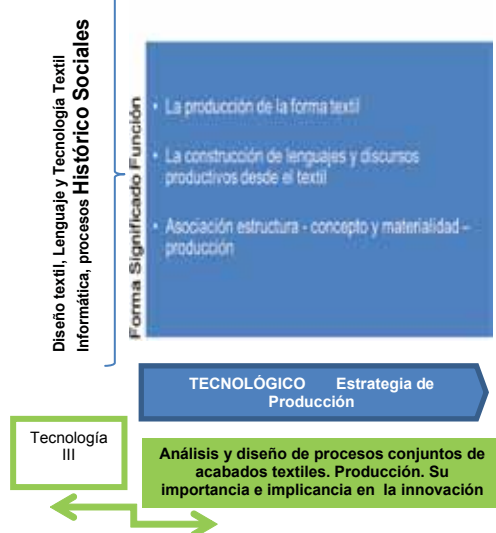 Diseño textil, Lenguaje y Tecnología Textil
Informática, procesos Histórico Sociales
Forma Significado Función
• La producción de la forma textil
• La construcción de lenguajes y discursos
productivos desde el textil
• Asociación estructura - concepto y materialidad –
producción
TECNOLÓGICO Estrategia de
Producción
Tecnología
III
Análisis y diseño de procesos conjuntos de
acabados textiles. Producción. Su
importancia e implicancia en la innovación